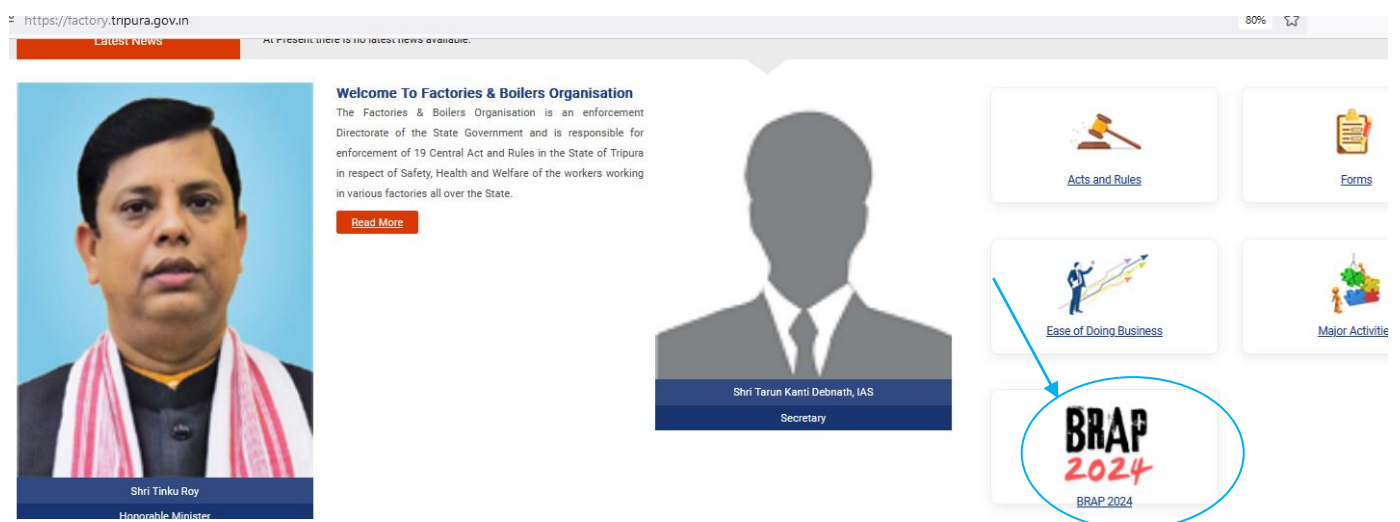 https://factory.tripura.gov.in
80%
Latest News
At Present there is no latest news available.
Welcome To Factories & Boilers Organisation
The Factories & Boilers Organisation is an enforcement
Directorate of the State Government and is responsible for
enforcement of 19 Central Act and Rules in the State of Tripura
in respect of Safety, Health and Welfare of the workers working
in various factories all over the State.
Read More
Shri Tinku Roy
Honorable Minister
Shri Tarun Kanti Debnath, IAS
Secretary
Acts and Rules
Forms
Ease of Doing Business
Major Activitie
BRAP
2024
BRAP 2024